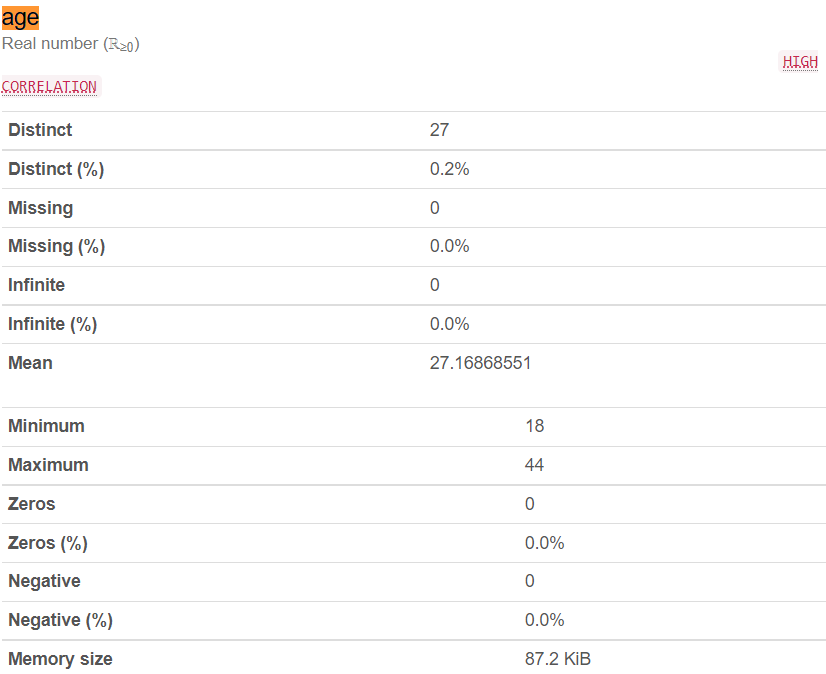 age
Real number (ℝ≥0)
HIGH
CORRELATION
Distinct 27
Distinct (%) 0.2%
Missing 0
Missing (%) 0.0%
Infinite 0
Infinite (%) 0.0%
Mean 27.16868551
Minimum 18
Maximum 44
Zeros 0
Zeros (%) 0.0%
Negative 0
Negative (%) 0.0%
Memory size 87.2 KiB